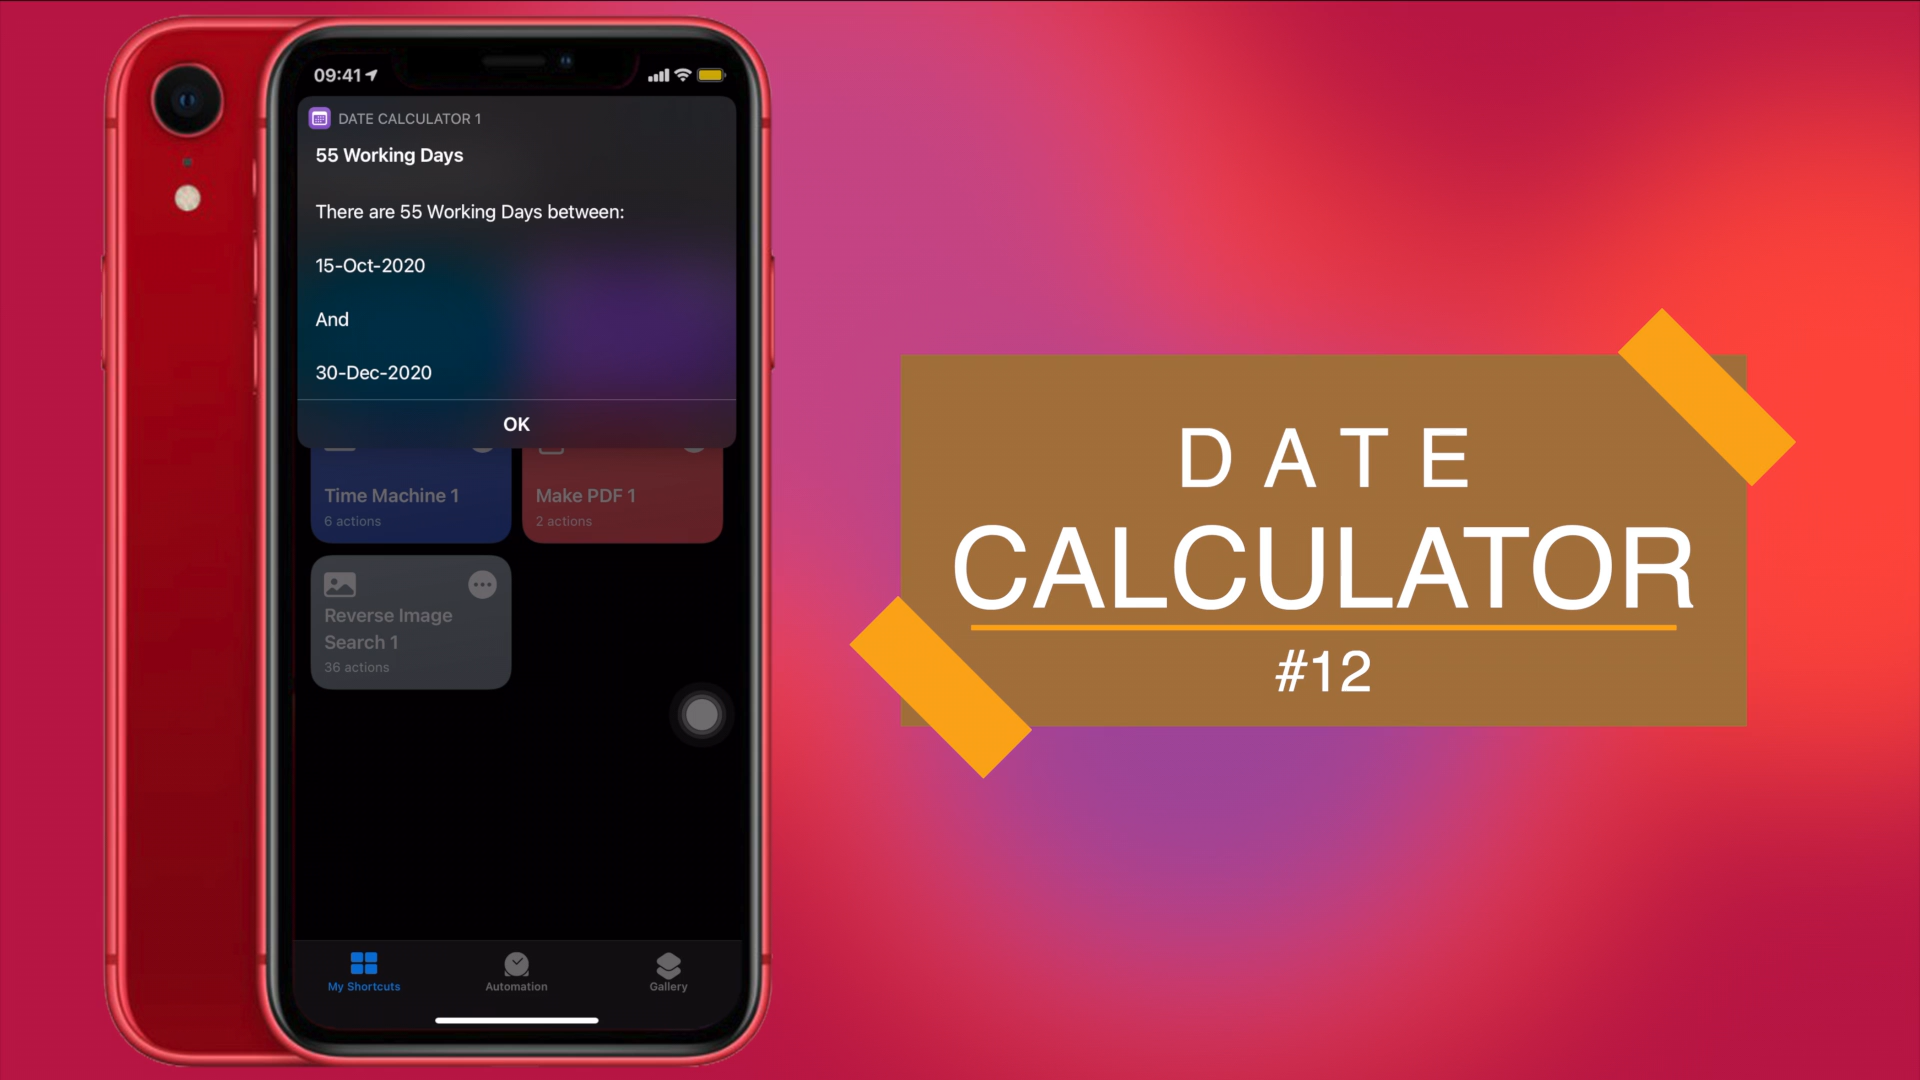 09:41
DATE CALCULATOR 1
55 Working Days
There are 55 Working Days between:
15-Oct-2020
And
30-Dec-2020
OK
Time Machine 1
6 actions
Make PDF 1
2 actions
Reverse Image
Search 1
36 actions
My Shortcuts
Automation
Gallery
DATE
CALCULATOR
#12